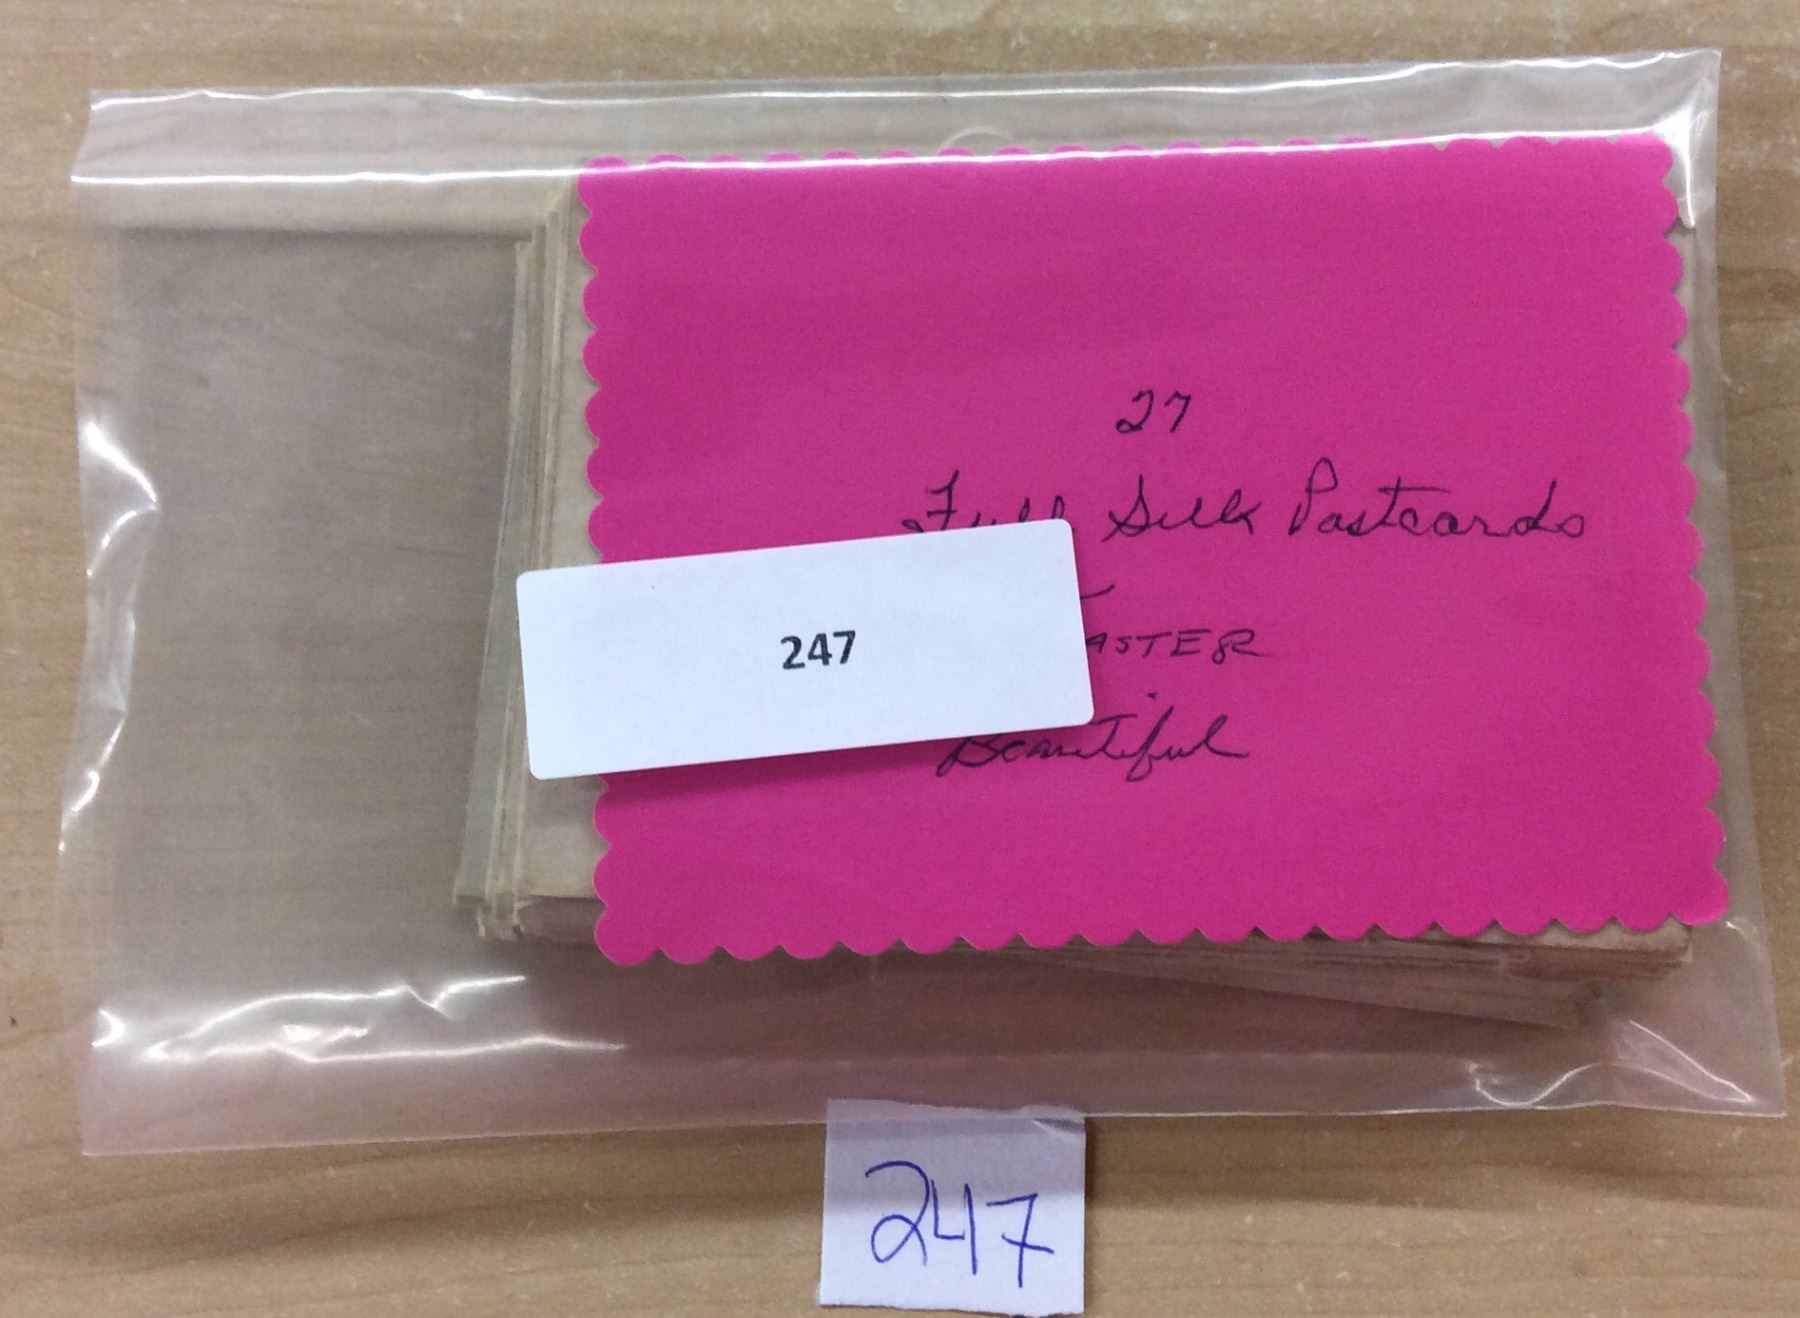 27
Full Silk Postcards
ASTER
Beautiful
247
247